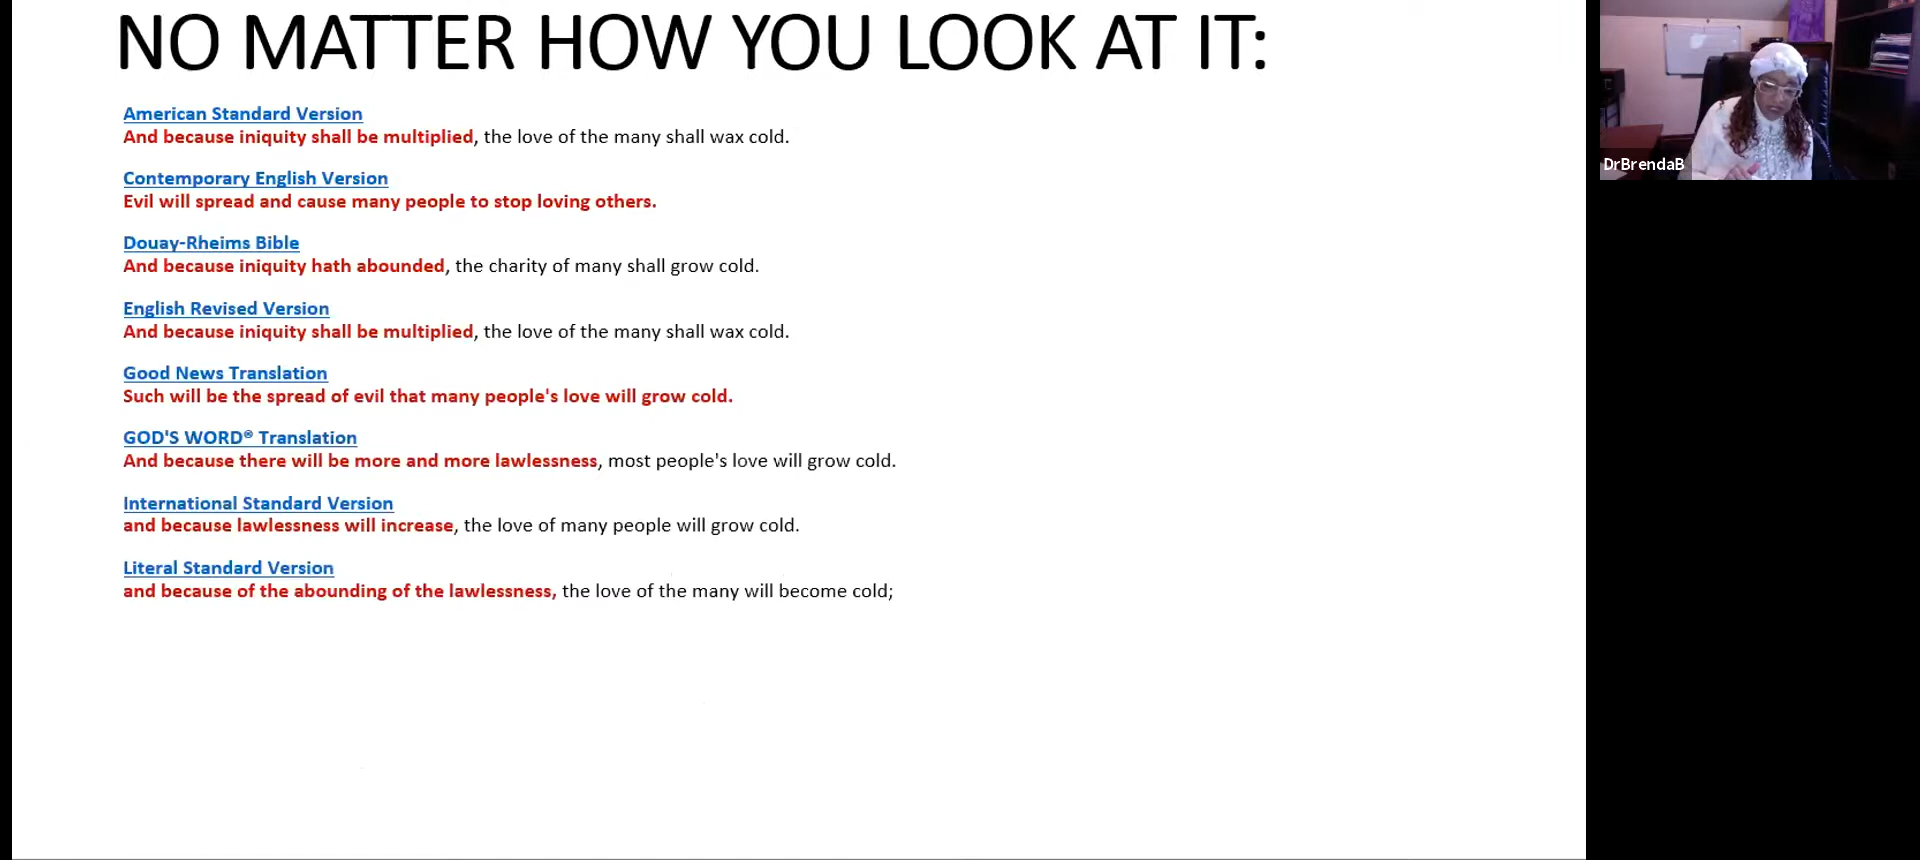 NO MATTER HOW YOU LOOK AT IT:
American Standard Version
And because iniquity shall be multiplied, the love of the many shall wax cold.
Contemporary English Version
Evil will spread and cause many people to stop loving others.
Douay-Rheims Bible
And because iniquity hath abounded, the charity of many shall grow cold.
English Revised Version
And because iniquity shall be multiplied, the love of the many shall wax cold.
Good News Translation
Such will be the spread of evil that many people's love will grow cold.
GOD'S WORD® Translation
And because there will be more and more lawlessness, most people's love will grow cold.
International Standard Version
and because lawlessness will increase, the love of many people will grow cold.
Literal Standard Version
and because of the abounding of the lawlessness, the love of the many will become cold;
DrBrendaB